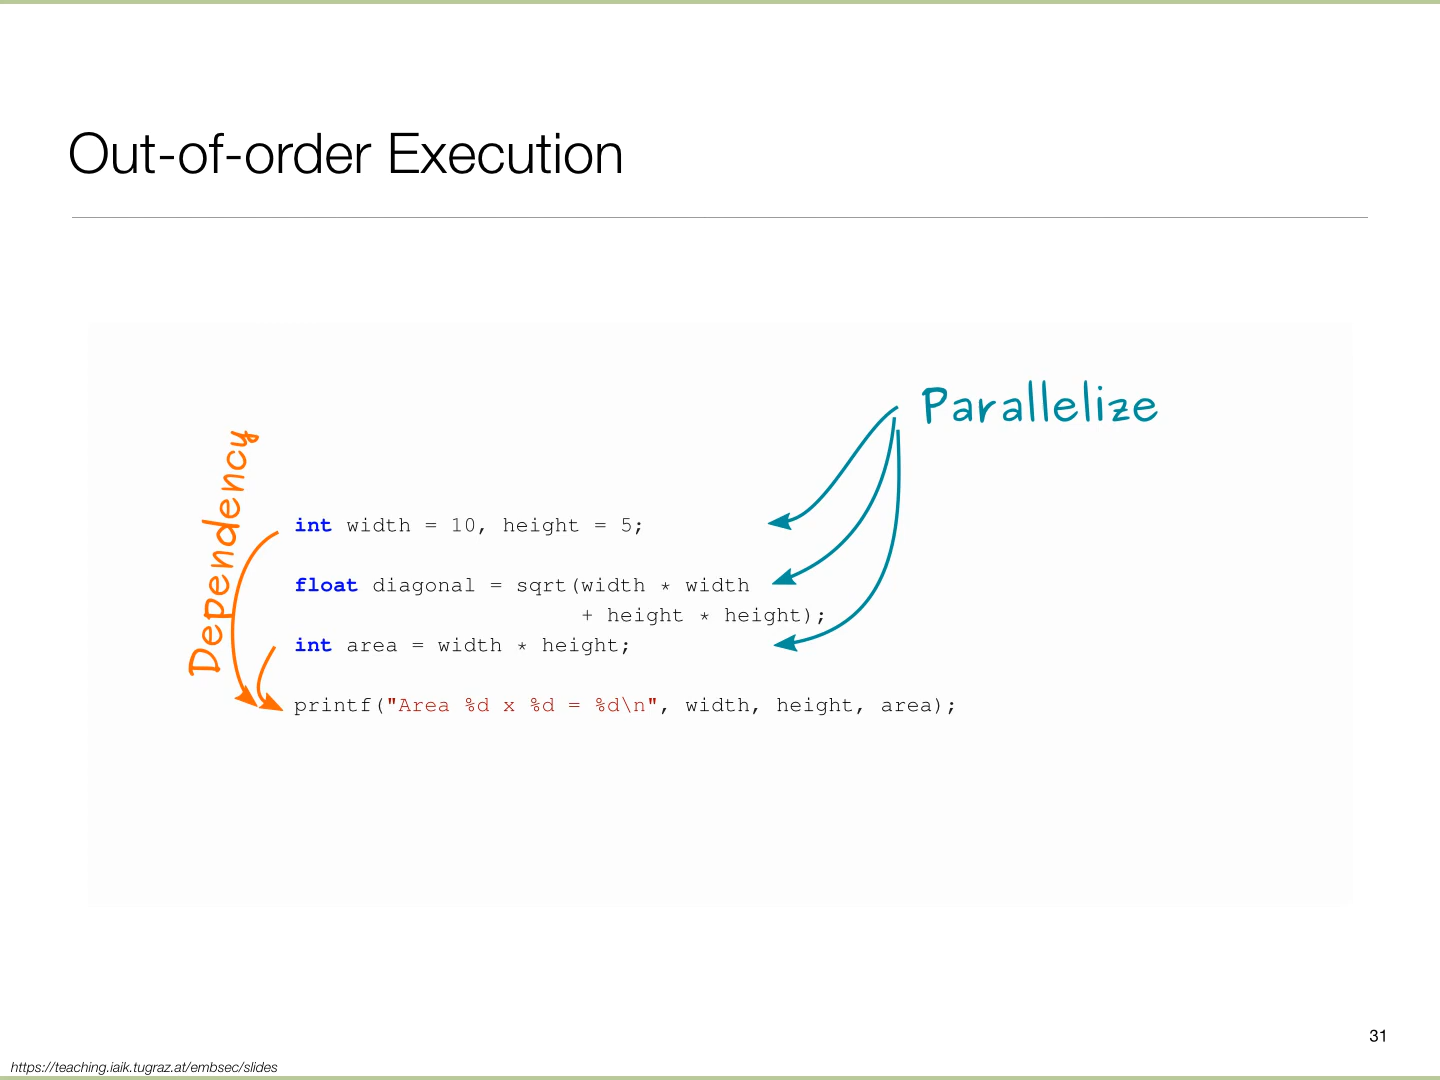 Out-of-order Execution
Parallelize
Dependency
int width = 10, height = 5;
float diagonal = sqrt(width * width
+ height * height);
int area = width * height;
printf("Area %d x %d = %d\n", width, height, area);
31
https://teaching.iaik.tugraz.at/embsec/slides